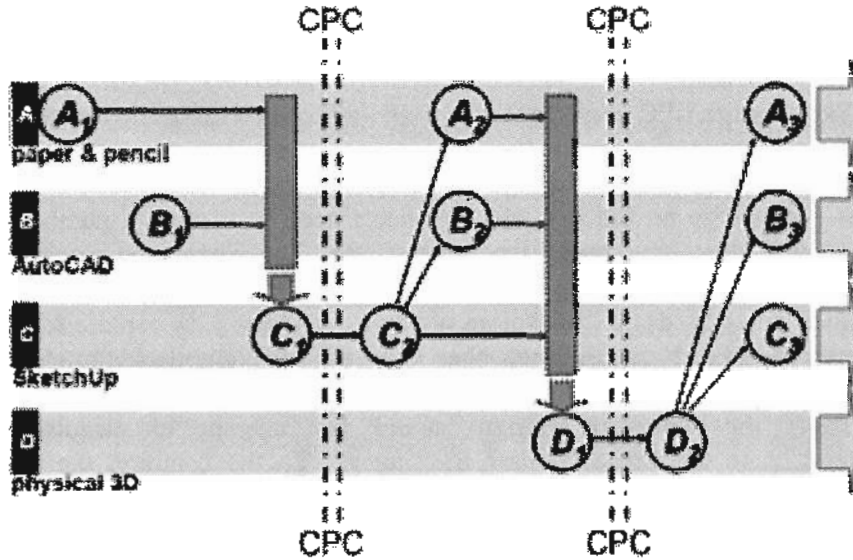 CPC CPC
A A1 A2 A3
paper & pencil
B B1 B2 B3
AutoCAD
C C1 C2 C3
SketchUp
D D1 D2
physical 3D
CPC CPC